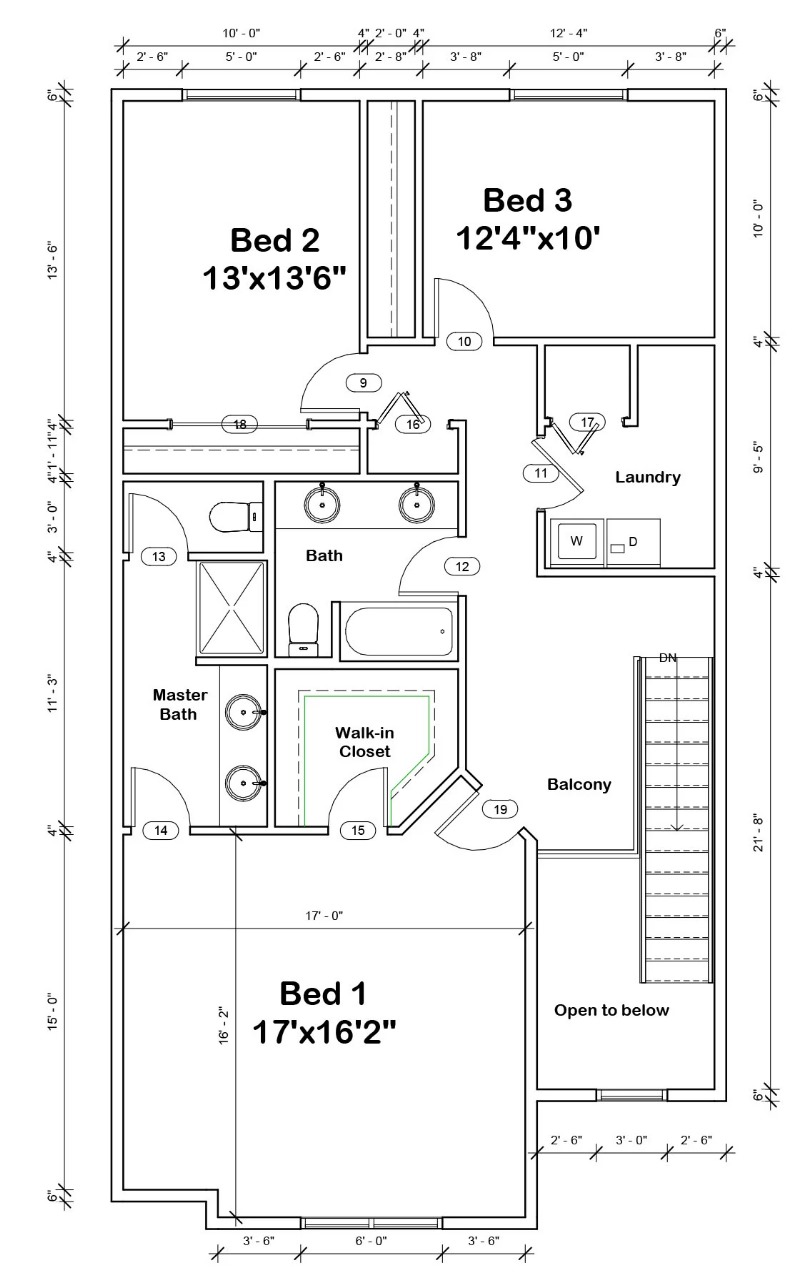 10' - 0" 4" 2' - 0" 4" 12' - 4" 6"
2' - 6" 5' - 0" 2' - 6" 2' - 8" 3' - 8" 5' - 0" 3' - 8"
6" 6"
Bed 3
12'4"x10'
10' - 0"
Bed 2
13'x13'6"
13' - 6"
10
4"
9
18
16
17
4"
1' - 11"
4"
11
Laundry
9' - 5"
3' - 0"
W
D
Bath
13
12
4"
4"
DN
11' - 3"
Master
Bath
Walk-in
Closet
Balcony
19
14
15
4"
21' - 8"
17' - 0"
Bed 1
17'x16'2"
16' - 2"
15' - 0"
Open to below
6"
2' - 6" 3' - 0" 2' - 6"
6"
3' - 6" 6' - 0" 3' - 6"